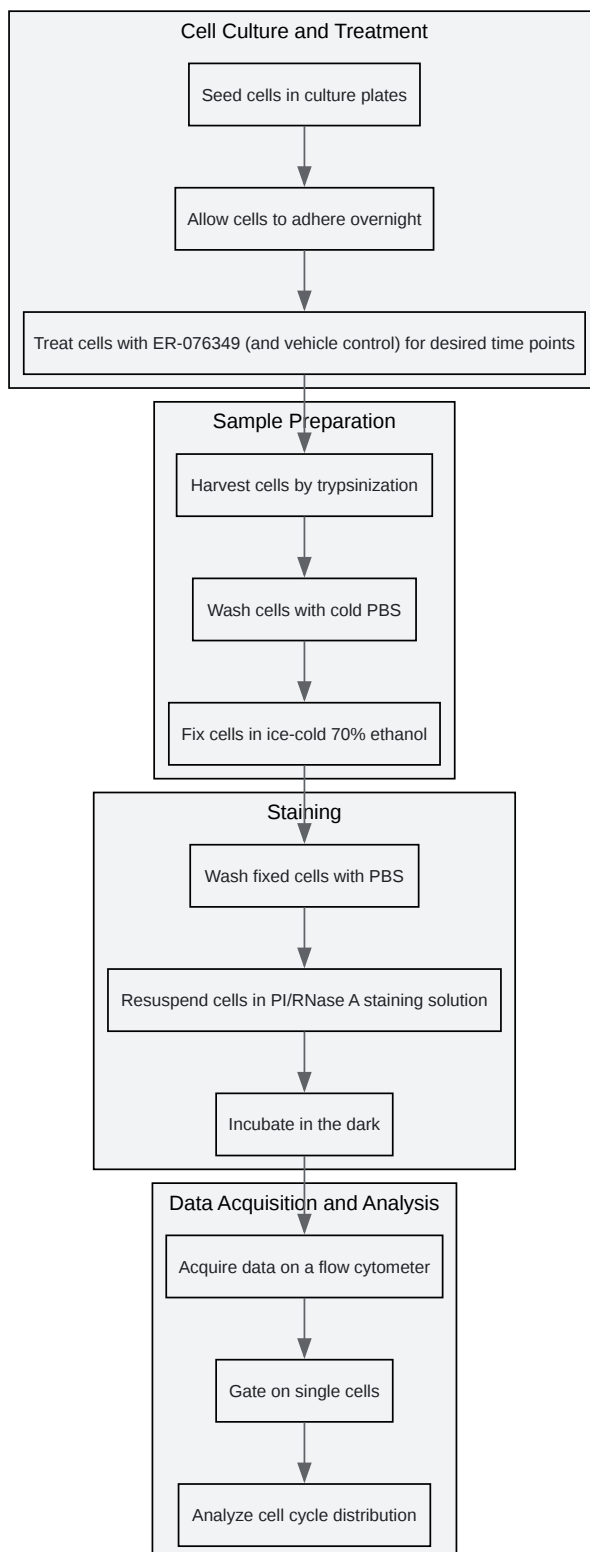 Cell Culture and Treatment
Seed cells in culture plates
Allow cells to adhere overnight
Treat cells with ER-076349 (and vehicle control) for desired time points
Sample Preparation
Harvest cells by trypsinization
Wash cells with cold PBS
Fix cells in ice-cold 70% ethanol
Staining
Wash fixed cells with PBS
Resuspend cells in PI/RNase A staining solution
Incubate in the dark
Data Acquisition and Analysis
Acquire data on a flow cytometer
Gate on single cells
Analyze cell cycle distribution